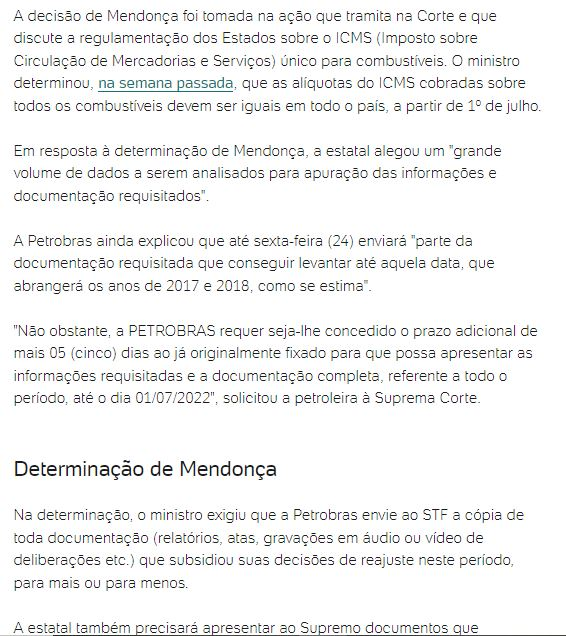 A decisão de Mendonça foi tomada na ação que tramita na Corte e que
discute a regulamentação dos Estados sobre o ICMS (Imposto sobre
Circulação de Mercadorias e Serviços) único para combustíveis. O ministro
determinou, na semana passada, que as alíquotas do ICMS cobradas sobre
todos os combustíveis devem ser iguais em todo o país, a partir de 1º de julho.
Em resposta à determinação de Mendonça, a estatal alegou um "grande
volume de dados a serem analisados para apuração das informações e
documentação requisitados".
A Petrobras ainda explicou que até sexta-feira (24) enviará "parte da
documentação requisitada que conseguir levantar até aquela data, que
abrangerá os anos de 2017 e 2018, como se estima".
"Não obstante, a PETROBRAS requer seja-lhe concedido o prazo adicional de
mais 05 (cinco) dias ao já originalmente fixado para que possa apresentar as
informações requisitadas e a documentação completa, referente a todo o
período, até o dia 01/07/2022", solicitou a petroleira à Suprema Corte.
Determinação de Mendonça
Na determinação, o ministro exigiu que a Petrobras envie ao STF a cópia de
toda documentação (relatórios, atas, gravações em áudio ou vídeo de
deliberações etc.) que subsidiou suas decisões de reajuste neste período,
para mais ou para menos.
A estatal também precisará apresentar ao Supremo documentos que